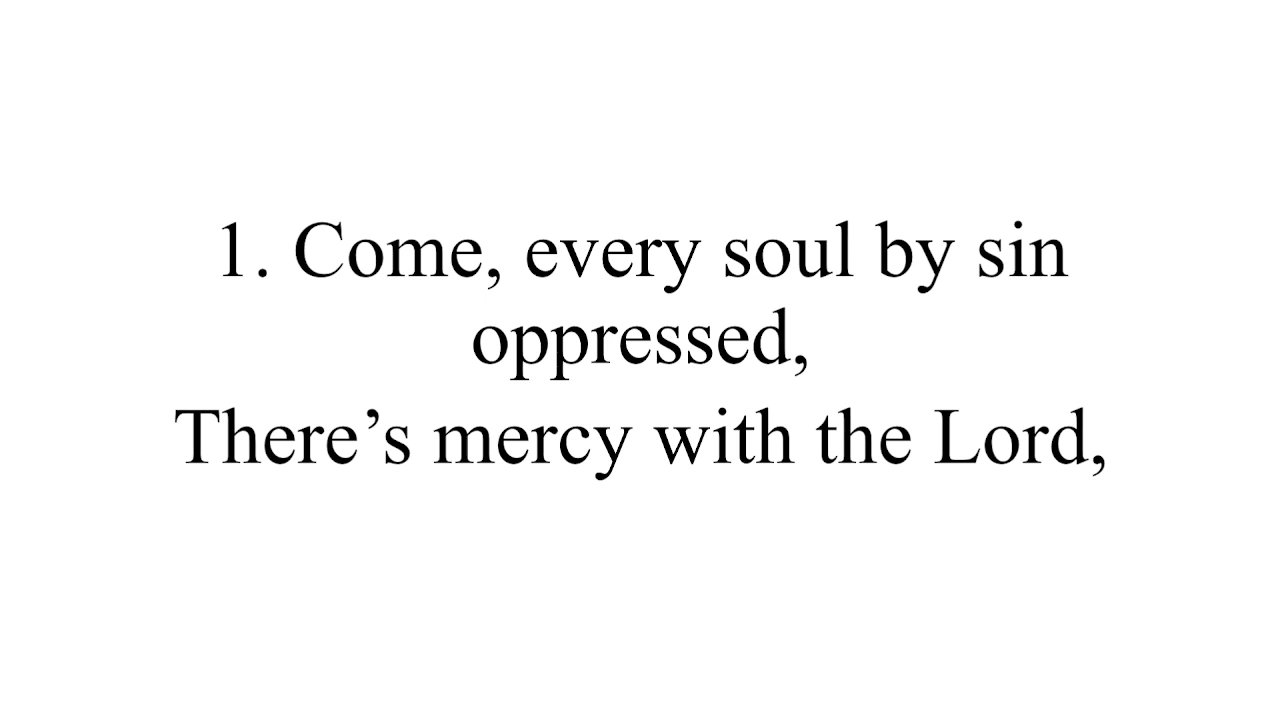 1. Come, every soul by sin
oppressed,
There’s mercy with the Lord,